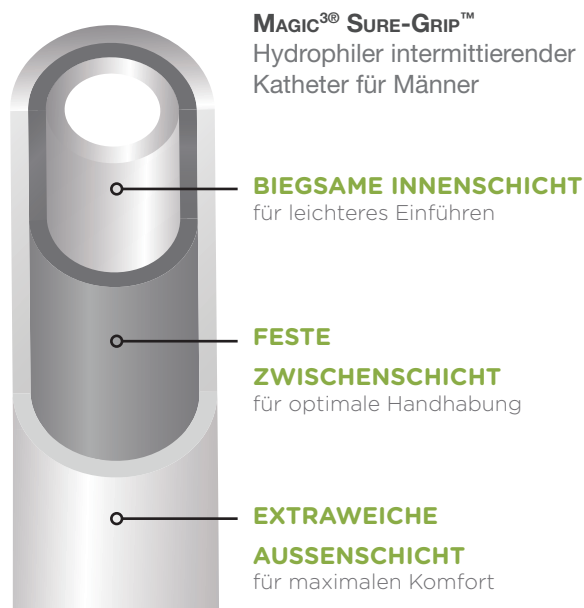 MAGIC³® SURE-GRIP™
Hydrophiler intermittierender
Katheter für Männer
BIEGSAME INNENSCHICHT
für leichteres Einführen
FESTE
ZWISCHENSCHICHT
für optimale Handhabung
EXTRAWEICHE
AUSSENSCHICHT
für maximalen Komfort